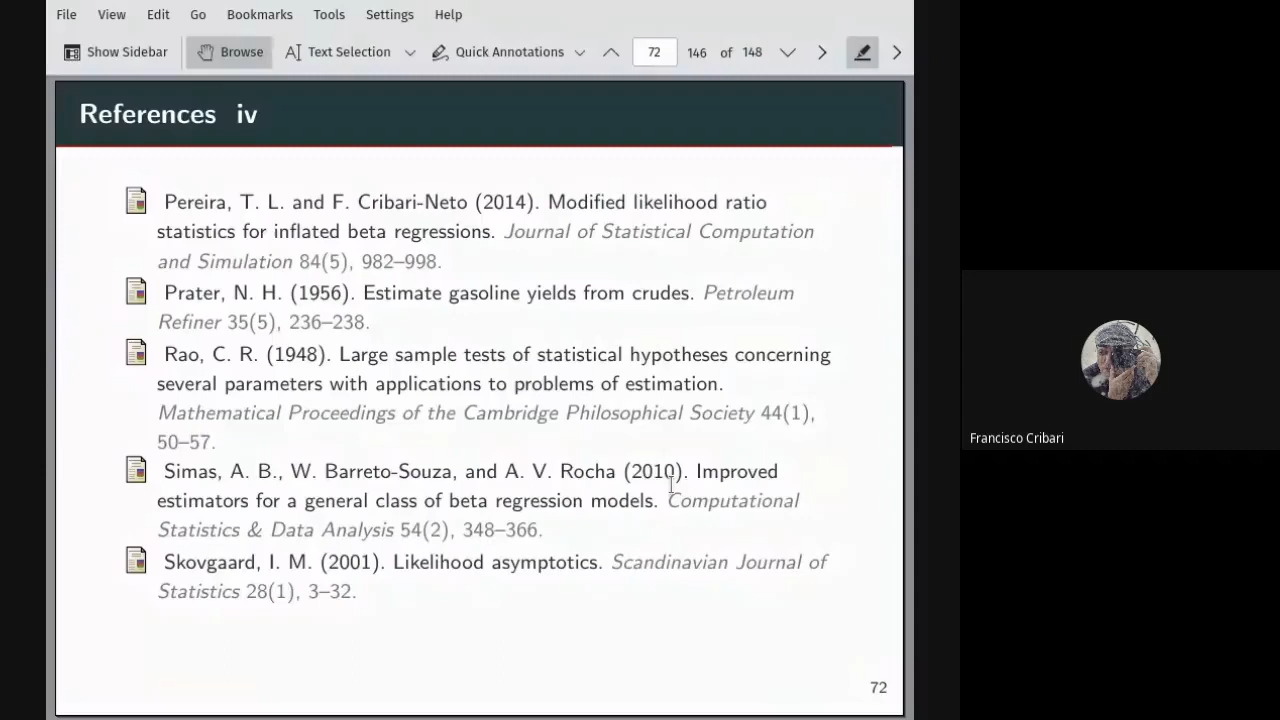 File View Edit Go Bookmarks Tools Settings Help
Show Sidebar Browse Text Selection Quick Annotations 72 146 of 148
References iv
Pereira, T. L. and F. Cribari-Neto (2014). Modified likelihood ratio
statistics for inflated beta regressions. Journal of Statistical Computation
and Simulation 84(5), 982–998.
Prater, N. H. (1956). Estimate gasoline yields from crudes. Petroleum
Refiner 35(5), 236–238.
Rao, C. R. (1948). Large sample tests of statistical hypotheses concerning
several parameters with applications to problems of estimation.
Mathematical Proceedings of the Cambridge Philosophical Society 44(1),
50–57.
Simas, A. B., W. Barreto-Souza, and A. V. Rocha (2010). Improved
estimators for a general class of beta regression models. Computational
Statistics & Data Analysis 54(2), 348–366.
Skovgaard, I. M. (2001). Likelihood asymptotics. Scandinavian Journal of
Statistics 28(1), 3–32.
72
Francisco Cribari